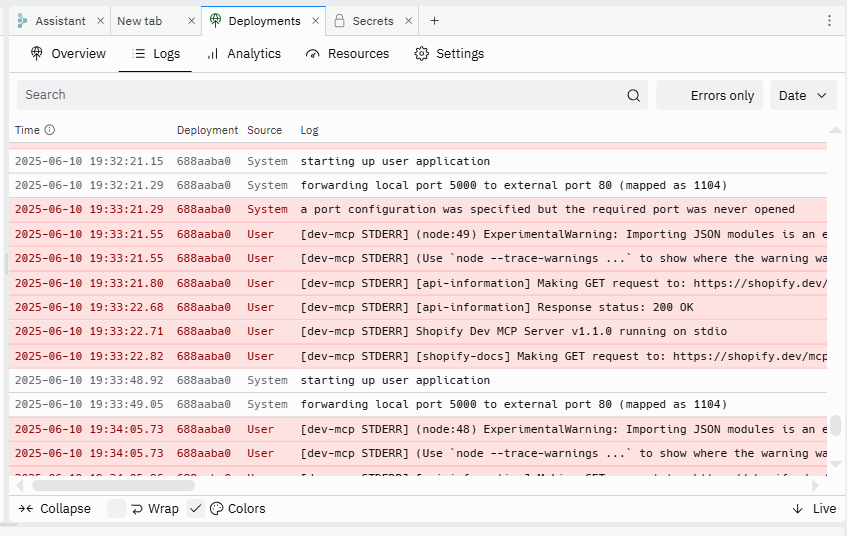 Assistant × New tab × Deployments × Secrets × +
Overview Logs Analytics Resources Settings
Search Errors only Date
Time Deployment Source Log
2025-06-10 19:32:21.15 688aaba0 System starting up user application
2025-06-10 19:32:21.29 688aaba0 System forwarding local port 5000 to external port 80 (mapped as 1104)
2025-06-10 19:33:21.29 688aaba0 System a port configuration was specified but the required port was never opened
2025-06-10 19:33:21.55 688aaba0 User [dev-mcp STDERR] (node:49) ExperimentalWarning: Importing JSON modules is an e
2025-06-10 19:33:21.55 688aaba0 User [dev-mcp STDERR] (Use `node --trace-warnings ...` to show where the warning wa
2025-06-10 19:33:21.80 688aaba0 User [dev-mcp STDERR] [api-information] Making GET request to: https://shopify.dev/
2025-06-10 19:33:22.68 688aaba0 User [dev-mcp STDERR] [api-information] Response status: 200 OK
2025-06-10 19:33:22.71 688aaba0 User [dev-mcp STDERR] Shopify Dev MCP Server v1.1.0 running on stdio
2025-06-10 19:33:22.82 688aaba0 User [dev-mcp STDERR] [shopify-docs] Making GET request to: https://shopify.dev/mcp
2025-06-10 19:33:48.92 688aaba0 System starting up user application
2025-06-10 19:33:49.05 688aaba0 System forwarding local port 5000 to external port 80 (mapped as 1104)
2025-06-10 19:34:05.73 688aaba0 User [dev-mcp STDERR] (node:48) ExperimentalWarning: Importing JSON modules is an e
2025-06-10 19:34:05.73 688aaba0 User [dev-mcp STDERR] (Use `node --trace-warnings ...` to show where the warning wa
Collapse Wrap Colors Live